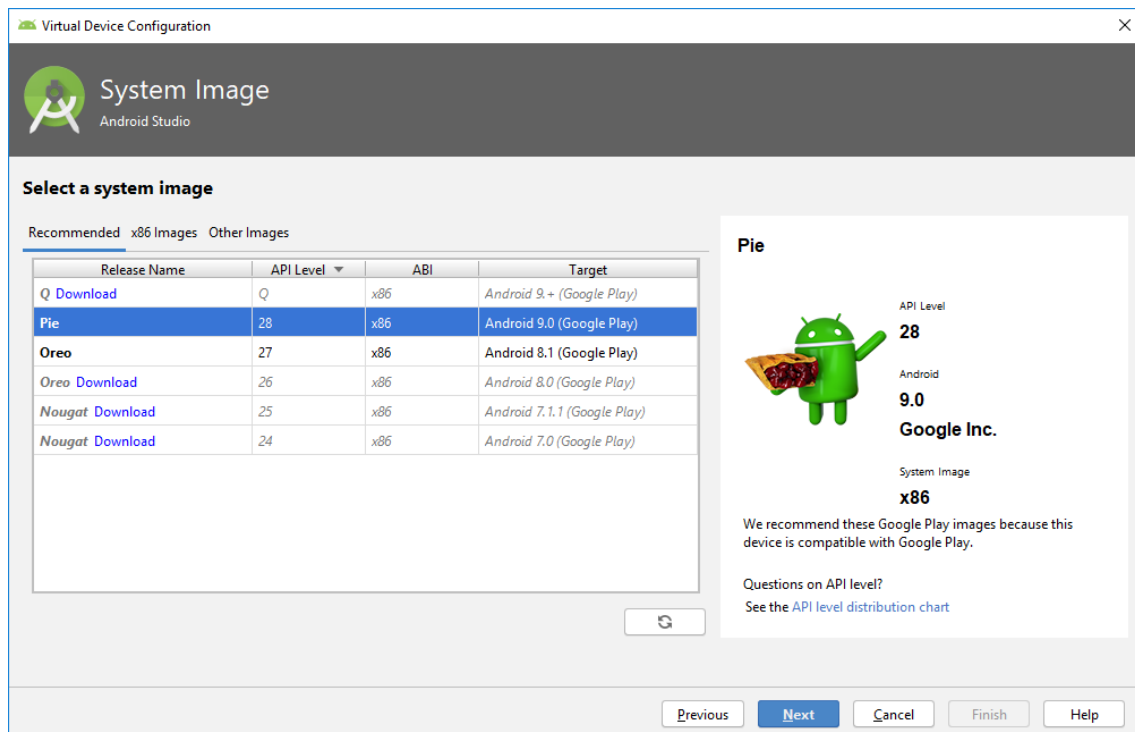 Virtual Device Configuration
System Image
Android Studio
Select a system image
Recommended x86 Images Other Images
Release Name API Level ABI Target
Q Download Q x86 Android 9.+ (Google Play)
Pie 28 x86 Android 9.0 (Google Play)
Oreo 27 x86 Android 8.1 (Google Play)
Oreo Download 26 x86 Android 8.0 (Google Play)
Nougat Download 25 x86 Android 7.1.1 (Google Play)
Nougat Download 24 x86 Android 7.0 (Google Play)
Pie
API Level
28
Android
9.0
Google Inc.
System Image
x86
We recommend these Google Play images because this
device is compatible with Google Play.
Questions on API level?
See the API level distribution chart
Previous Next Cancel Finish Help